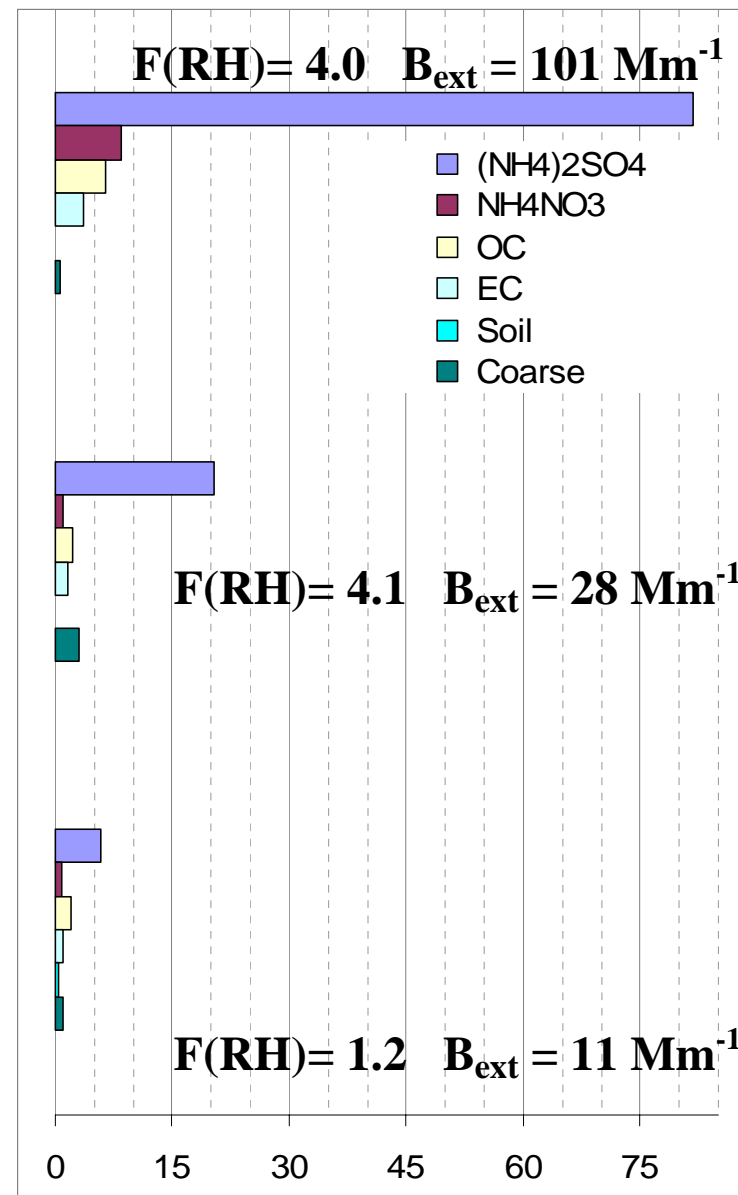 F(RH)= 4.0 Bext = 101 Mm-1
(NH4)2SO4
NH4NO3
OC
EC
Soil
Coarse
F(RH)= 4.1 Bext = 28 Mm-1
F(RH)= 1.2 Bext = 11 Mm-1
0 15 30 45 60 75